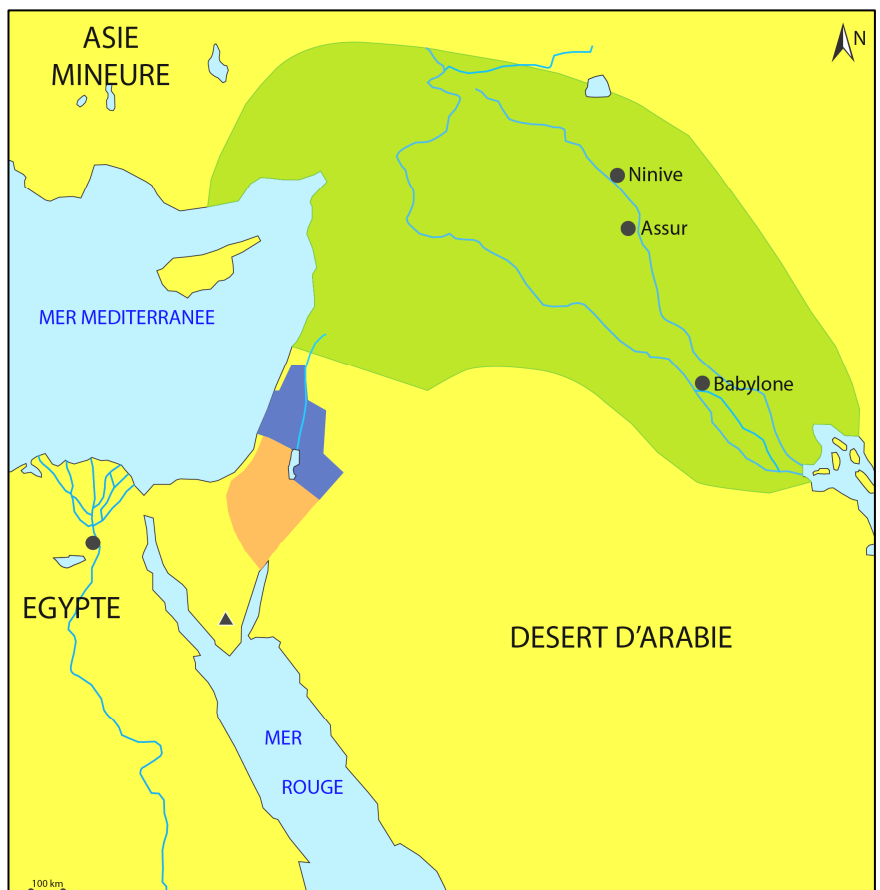 ASIE
MINEURE
N
Ninive
Assur
MER MEDITERRANEE
Babylone
EGYPTE
DESERT D'ARABIE
MER
ROUGE
100 km